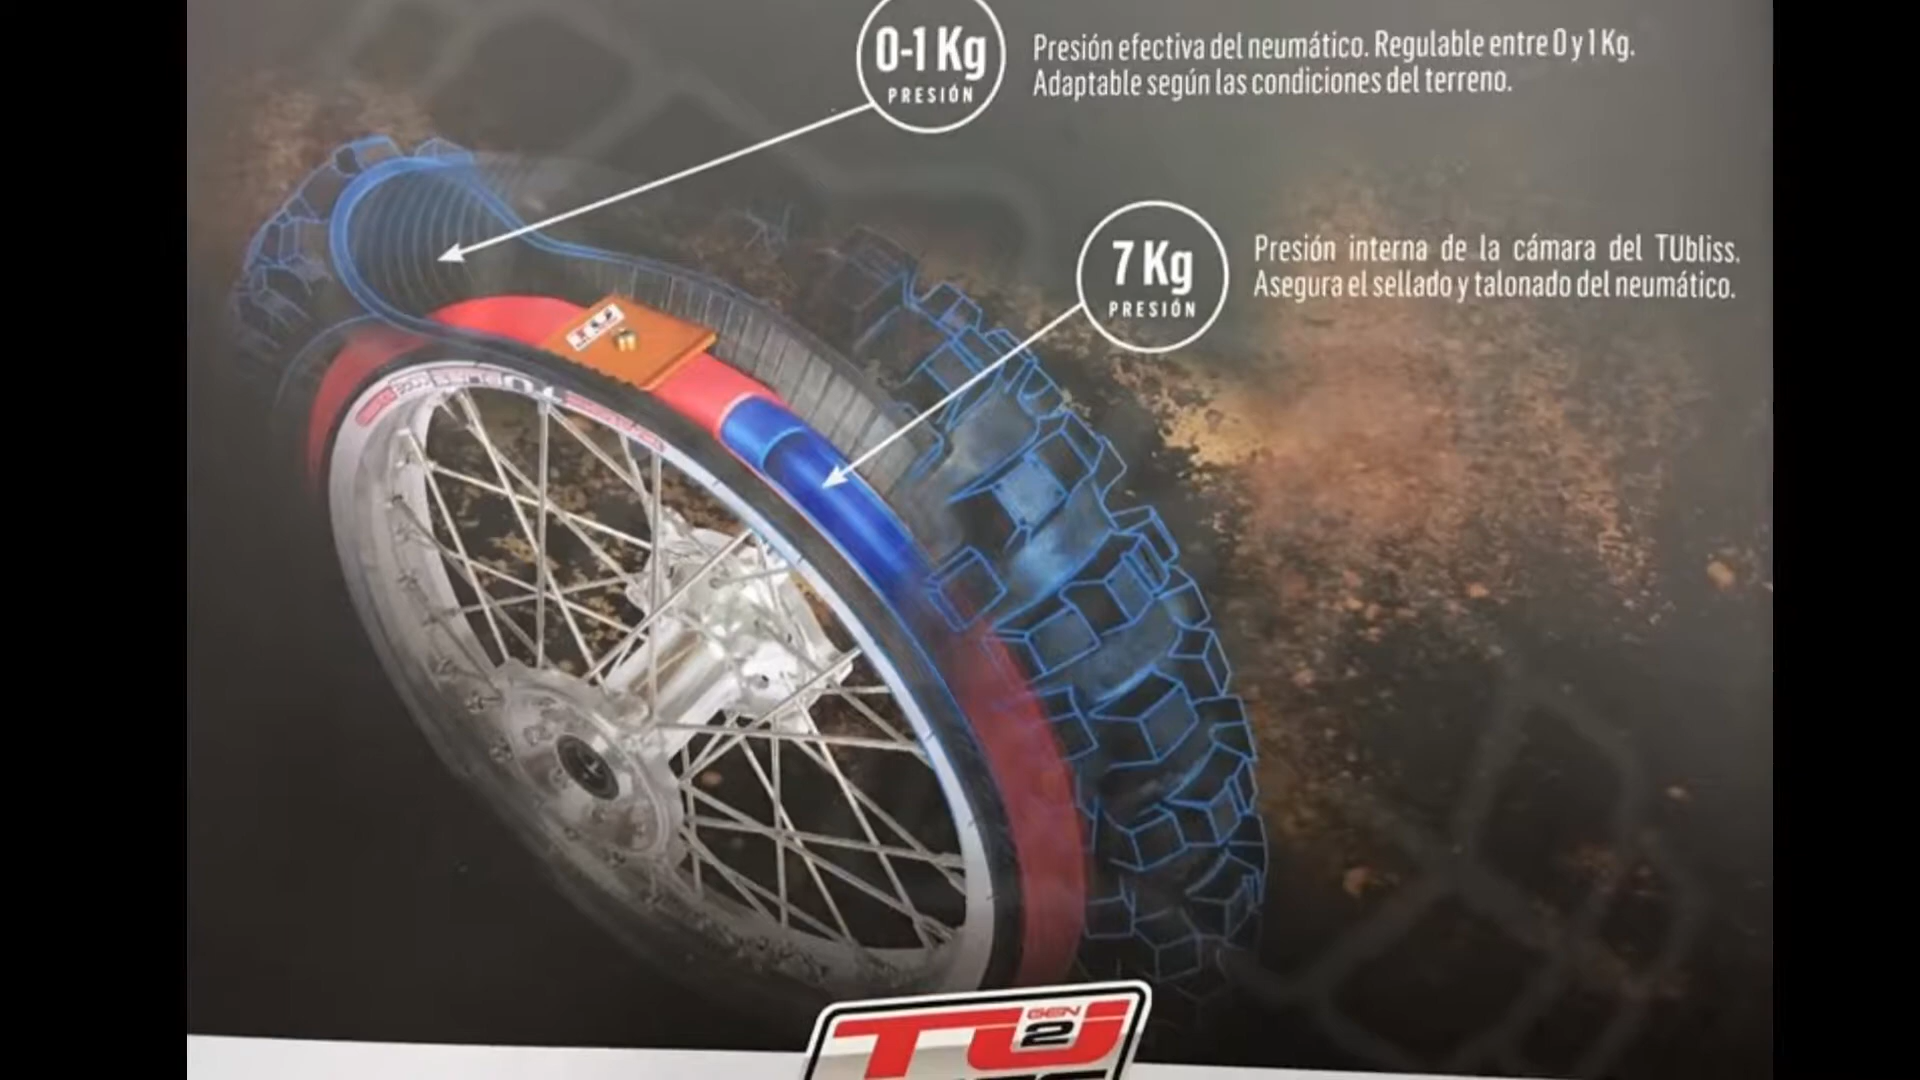 0-1 Kg
PRESIÓN
Presión efectiva del neumático. Regulable entre 0 y 1 Kg.
Adaptable según las condiciones del terreno.
7 Kg
PRESIÓN
Presión interna de la cámara del TUbliss.
Asegura el sellado y talonado del neumático.
TU
TU
GEN
2